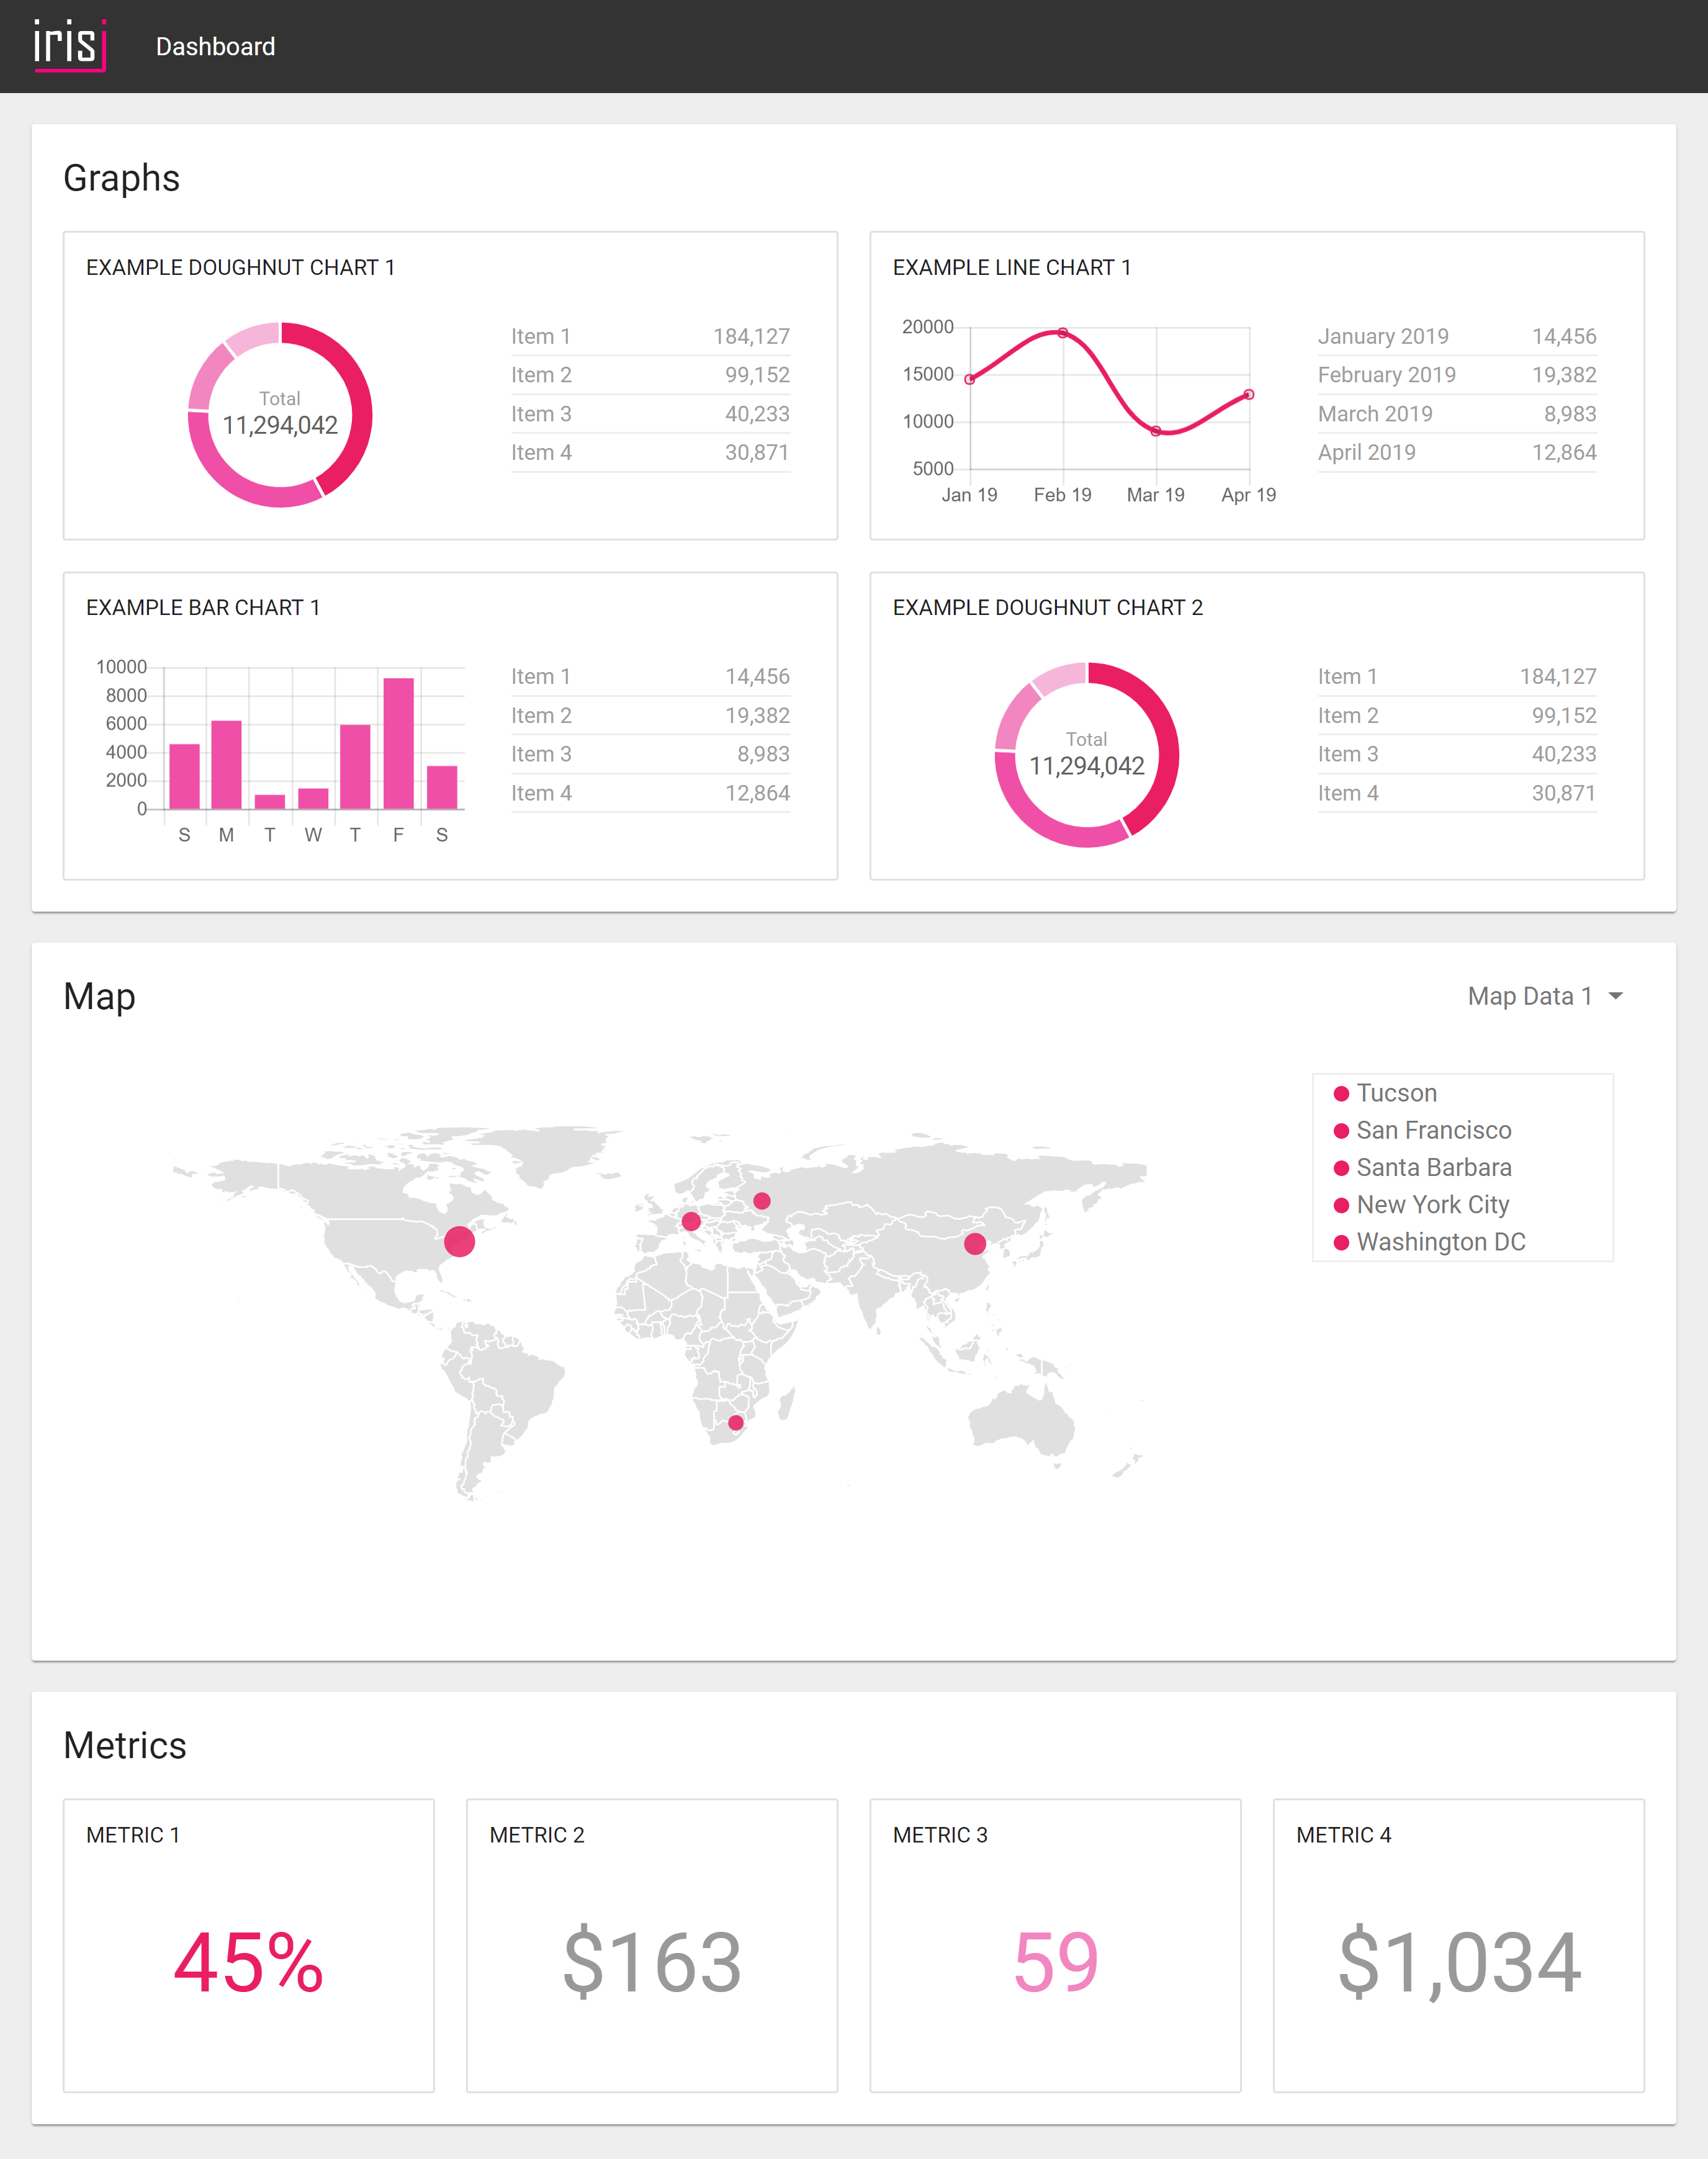 iris
Dashboard
Graphs
EXAMPLE DOUGHNUT CHART 1
Total
11,294,042
Item 1 184,127
Item 2 99,152
Item 3 40,233
Item 4 30,871
EXAMPLE LINE CHART 1
20000
15000
10000
5000
Jan 19 Feb 19 Mar 19 Apr 19
January 2019 14,456
February 2019 19,382
March 2019 8,983
April 2019 12,864
EXAMPLE BAR CHART 1
10000
8000
6000
4000
2000
0
S M T W T F S
Item 1 14,456
Item 2 19,382
Item 3 8,983
Item 4 12,864
EXAMPLE DOUGHNUT CHART 2
Total
11,294,042
Item 1 184,127
Item 2 99,152
Item 3 40,233
Item 4 30,871
Map
Map Data 1
Tucson
San Francisco
Santa Barbara
New York City
Washington DC
Metrics
METRIC 1
45%
METRIC 2
$163
METRIC 3
59
METRIC 4
$1,034